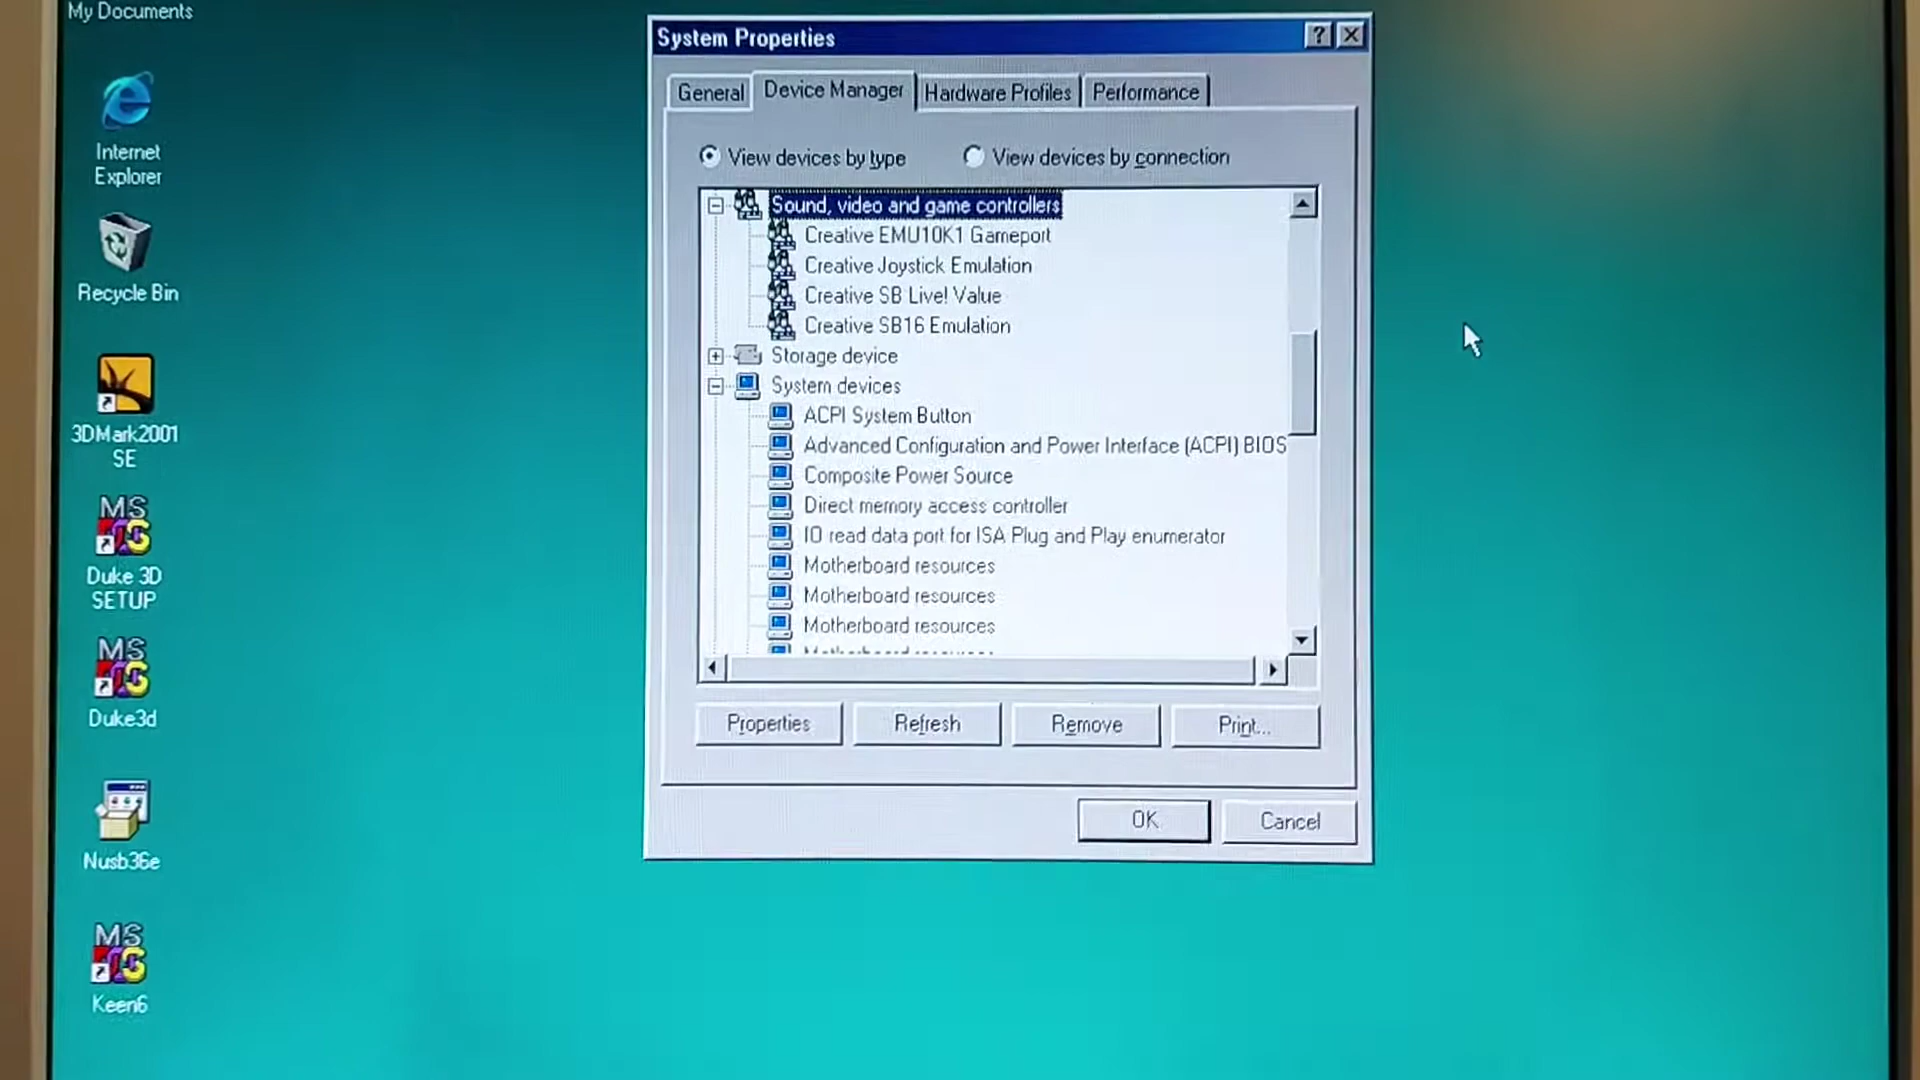 My Documents
Internet
Explorer
Recycle Bin
3DMark2001
SE
MS
Duke 3D
SETUP
MS
Duke3d
Nusb36e
MS
Keen6
System Properties
General
Device Manager
Hardware Profiles
Performance
View devices by type
View devices by connection
Sound, video and game controllers
Creative EMU10K1 Gameport
Creative Joystick Emulation
Creative SB Live! Value
Creative SB16 Emulation
Storage device
System devices
ACPI System Button
Advanced Configuration and Power Interface (ACPI) BIOS
Composite Power Source
Direct memory access controller
IO read data port for ISA Plug and Play enumerator
Motherboard resources
Motherboard resources
Motherboard resources
Properties
Refresh
Remove
Print...
OK
Cancel